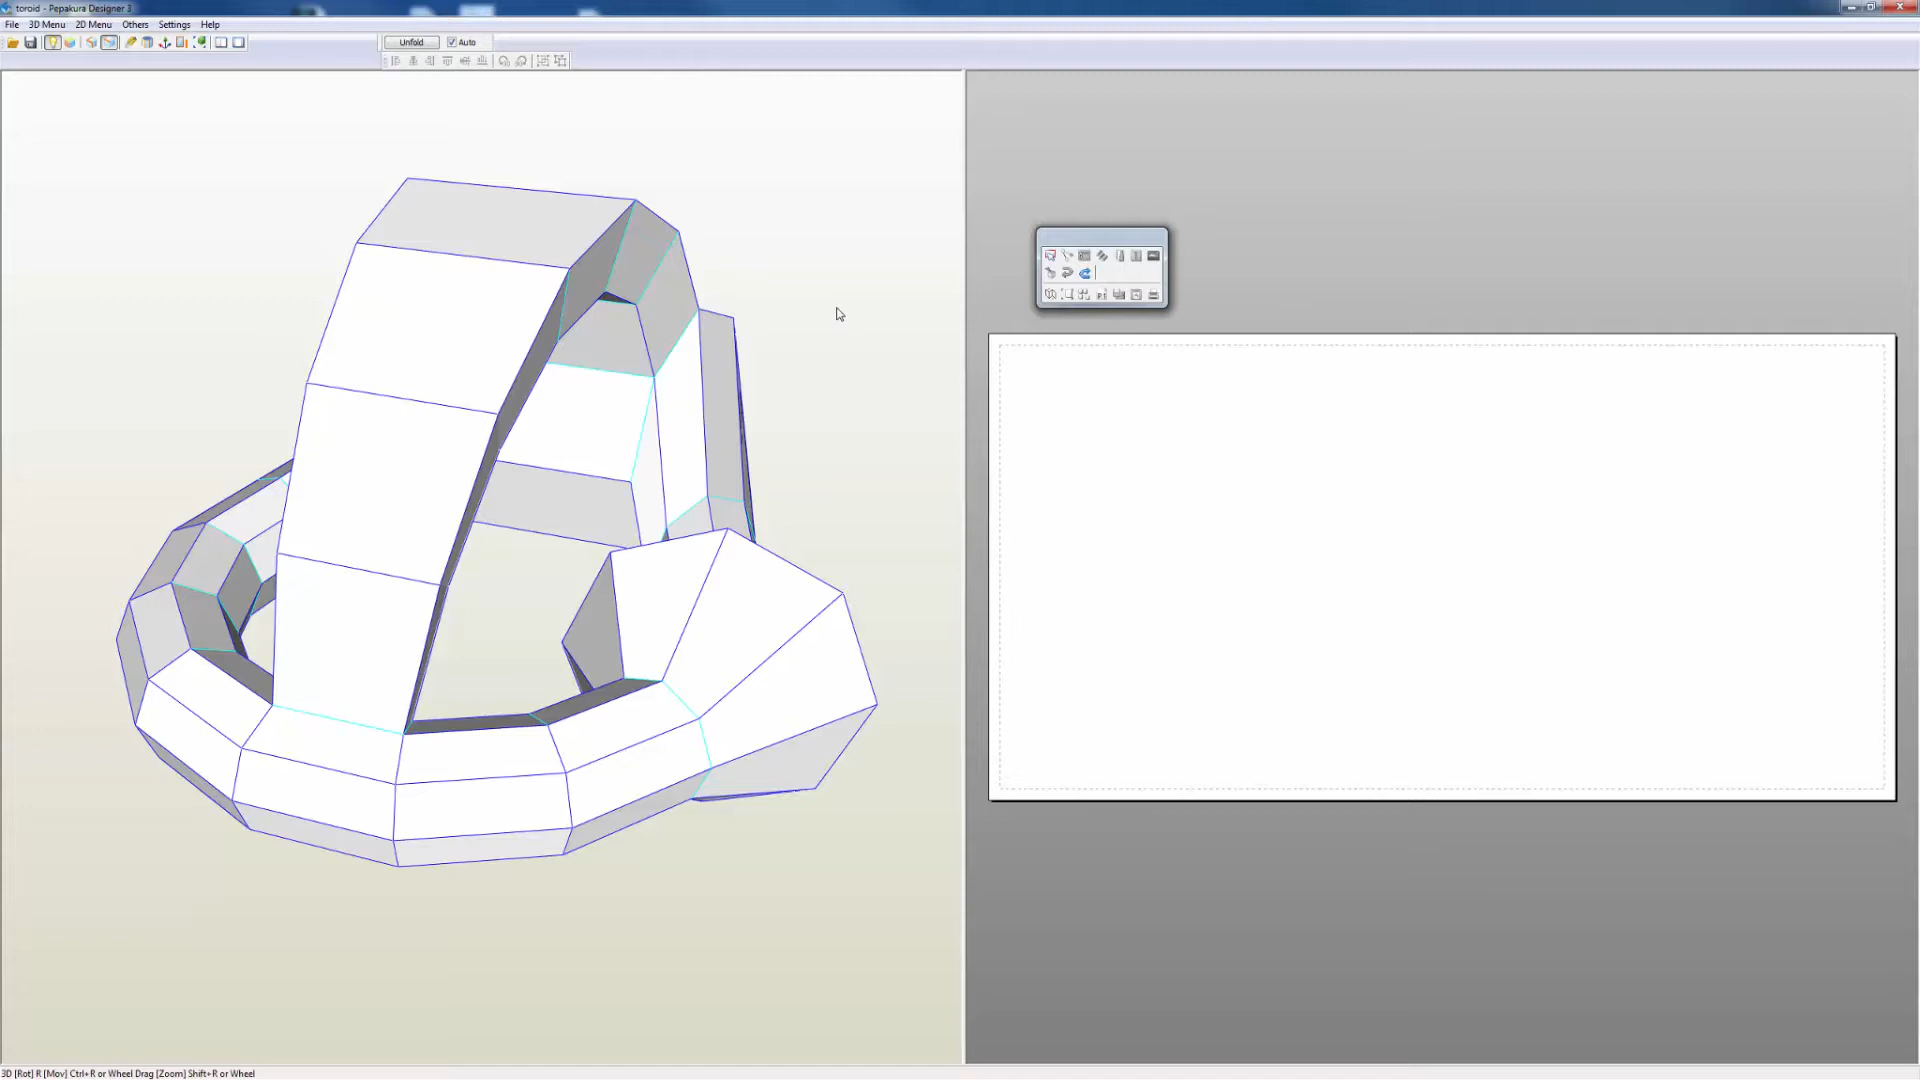 toroid - Pepakura Designer 3
File 3D Menu 2D Menu Others Settings Help
Unfold Auto
3D [Rot] R [Mov] Ctrl+R or Wheel Drag [Zoom] Shift+R or Wheel